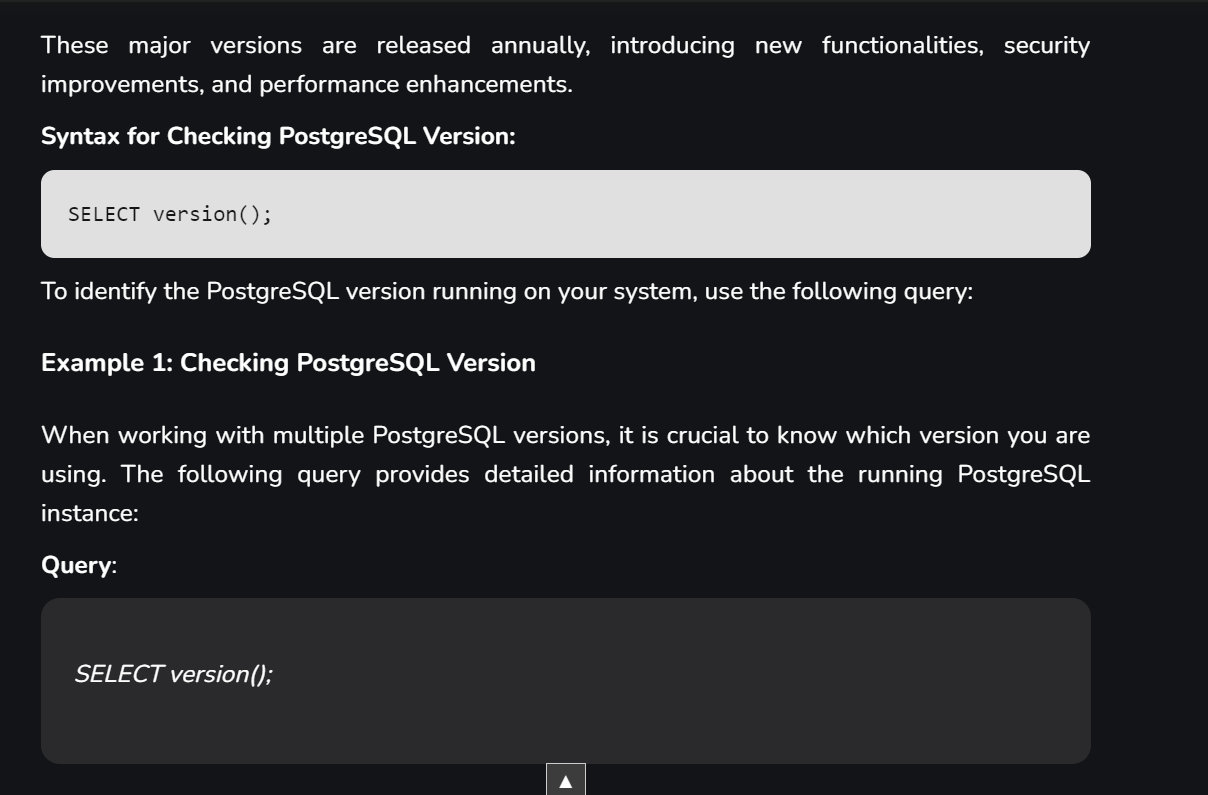 These major versions are released annually, introducing new functionalities, security
improvements, and performance enhancements.
Syntax for Checking PostgreSQL Version:
SELECT version();
To identify the PostgreSQL version running on your system, use the following query:
Example 1: Checking PostgreSQL Version
When working with multiple PostgreSQL versions, it is crucial to know which version you are
using. The following query provides detailed information about the running PostgreSQL
instance:
Query:
SELECT version();